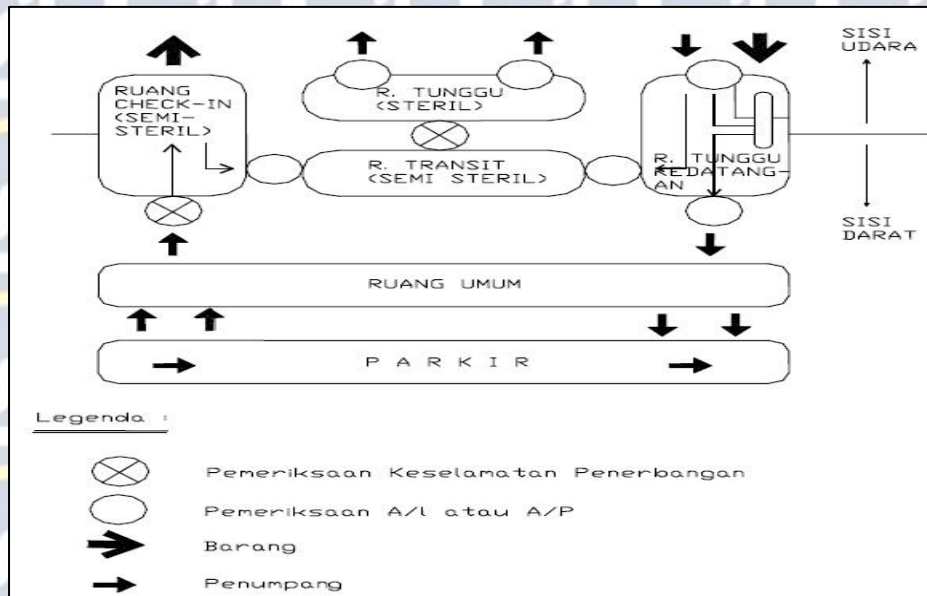 SISI
UDARA
RUANG
CHECK-IN
(SEMI-
STERIL)
R. TUNGGU
(STERIL)
R. TRANSIT
(SEMI STERIL)
R. TUNGGU
KEDATANG-
AN
SISI
DARAT
RUANG UMUM
PARKIR
Legenda :
Pemeriksaan Keselamatan Penerbangan
Pemeriksaan A/l atau A/P
Barang
Penumpang